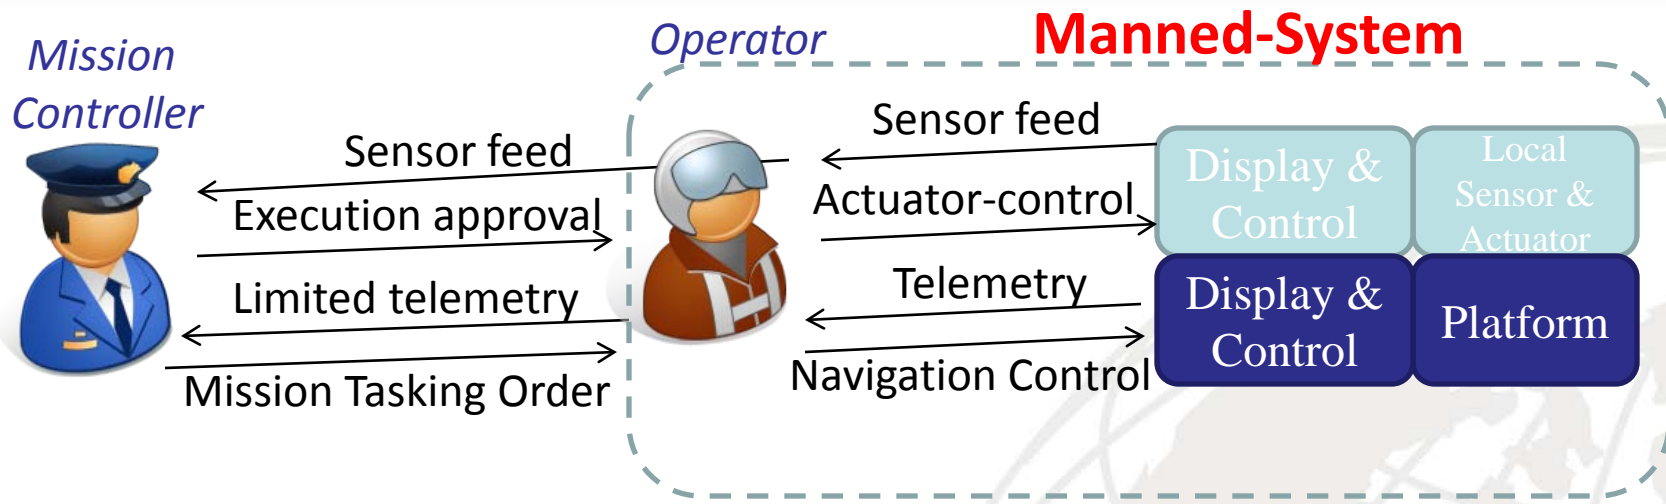 Manned-System
Operator
Mission
Controller
Sensor feed
Execution approval
Limited telemetry
Mission Tasking Order
Sensor feed
Actuator-control
Telemetry
Navigation Control
Display &
Control
Local
Sensor &
Actuator
Display &
Control
Platform